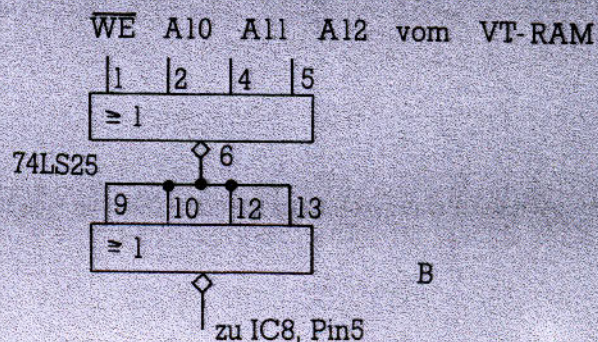 W̅E̅ A10 A11 A12 vom VT-RAM
1 2 4 5
≥ 1
6
74LS25
9 10 12 13
≥ 1
B
zu IC8, Pin5